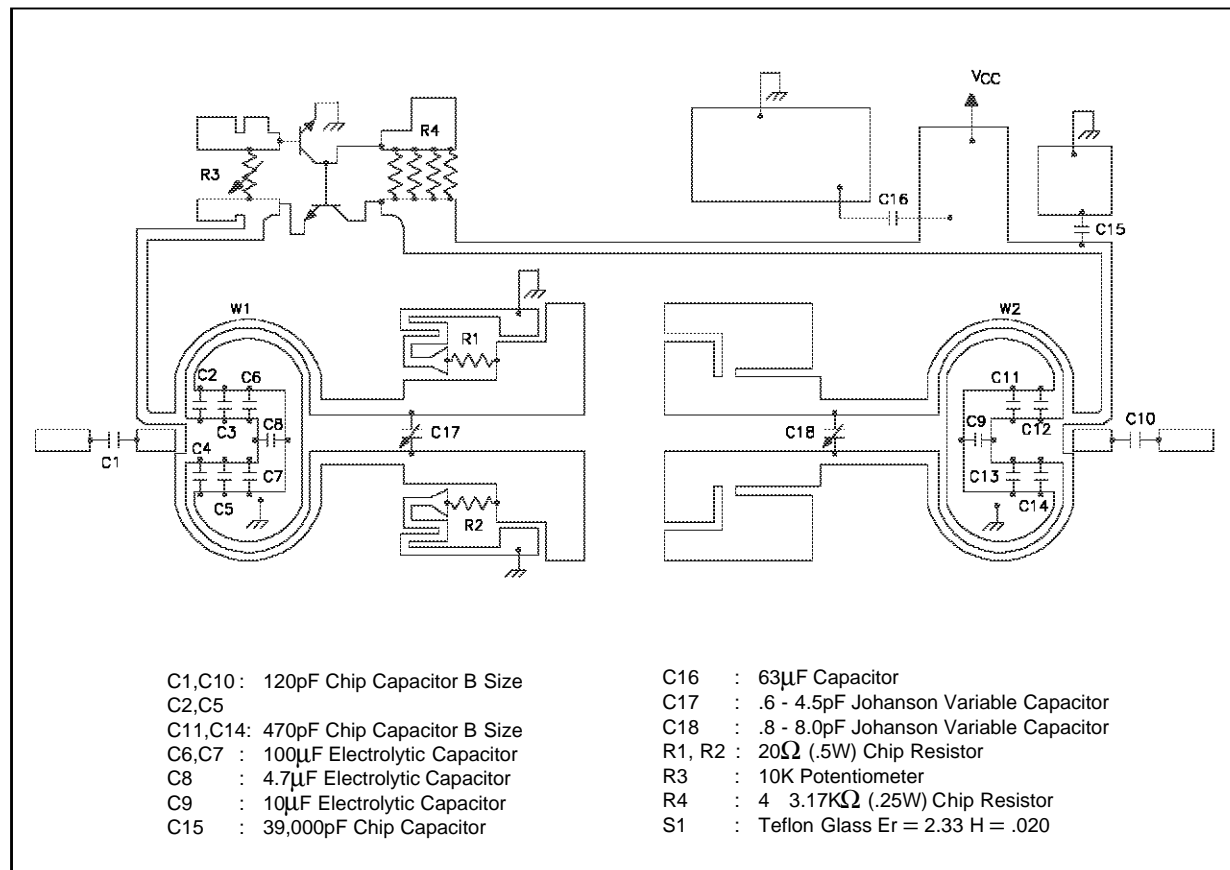 VCC
R4
R3
C16
C15
W1
W2
R1
C2 C6
C11
C3
C8
C17
C18
C9
C12
C1
C4
C10
C7
C13
C5
R2
C14
C1,C10 : 120pF Chip Capacitor B Size
C2,C5
C11,C14: 470pF Chip Capacitor B Size
C6,C7 : 100µF Electrolytic Capacitor
C8 : 4.7µF Electrolytic Capacitor
C9 : 10µF Electrolytic Capacitor
C15 : 39,000pF Chip Capacitor
C16 : 63µF Capacitor
C17 : .6 - 4.5pF Johanson Variable Capacitor
C18 : .8 - 8.0pF Johanson Variable Capacitor
R1, R2 : 20Ω (.5W) Chip Resistor
R3 : 10K Potentiometer
R4 : 4 3.17KΩ (.25W) Chip Resistor
S1 : Teflon Glass Er = 2.33 H = .020